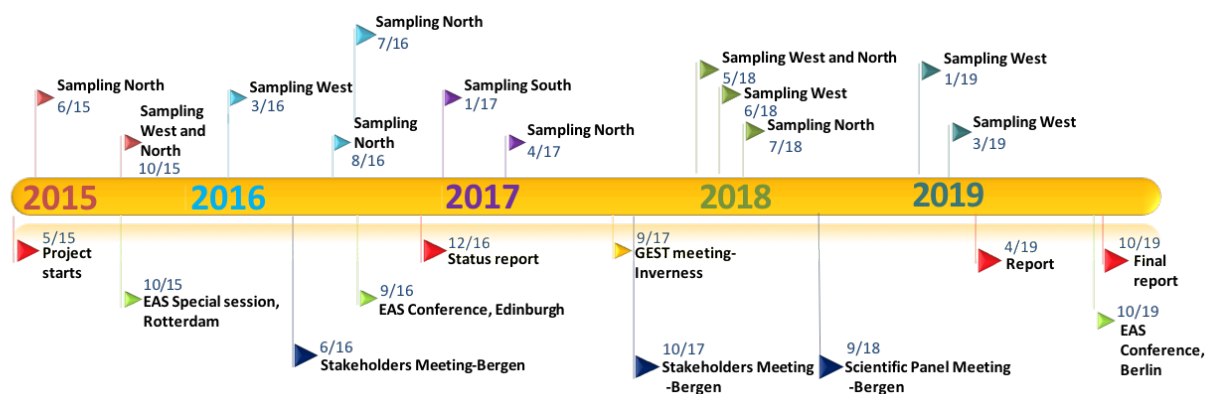 Sampling North
7/16
Sampling North
6/15
Sampling
West and
North
10/15
Sampling West
3/16
Sampling
North
8/16
Sampling South
1/17
Sampling North
4/17
Sampling West and North
5/18
Sampling West
6/18
Sampling North
7/18
Sampling West
1/19
Sampling West
3/19
2015
2016
2017
2018
2019
5/15
Project
starts
10/15
EAS Special session,
Rotterdam
6/16
Stakeholders Meeting-Bergen
9/16
EAS Conference, Edinburgh
12/16
Status report
9/17
GEST meeting-
Inverness
10/17
Stakeholders Meeting
-Bergen
9/18
Scientific Panel Meeting
-Bergen
4/19
Report
10/19
Final
report
10/19
EAS
Conference,
Berlin